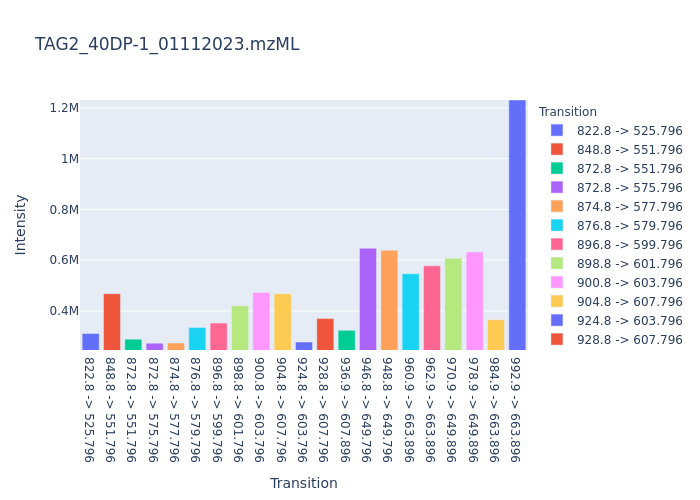 TAG2_40DP-1_01112023.mzML
1.2M
1M
0.8M
0.6M
0.4M
Intensity
822.8 -> 525.796
848.8 -> 551.796
872.8 -> 551.796
872.8 -> 575.796
874.8 -> 577.796
876.8 -> 579.796
896.8 -> 599.796
898.8 -> 601.796
900.8 -> 603.796
904.8 -> 607.796
924.8 -> 603.796
928.8 -> 607.796
936.9 -> 607.896
946.8 -> 649.796
948.8 -> 649.796
960.9 -> 663.896
962.9 -> 663.896
970.9 -> 649.896
978.9 -> 649.896
984.9 -> 663.896
992.9 -> 663.896
Transition
Transition
822.8 -> 525.796
848.8 -> 551.796
872.8 -> 551.796
872.8 -> 575.796
874.8 -> 577.796
876.8 -> 579.796
896.8 -> 599.796
898.8 -> 601.796
900.8 -> 603.796
904.8 -> 607.796
924.8 -> 603.796
928.8 -> 607.796